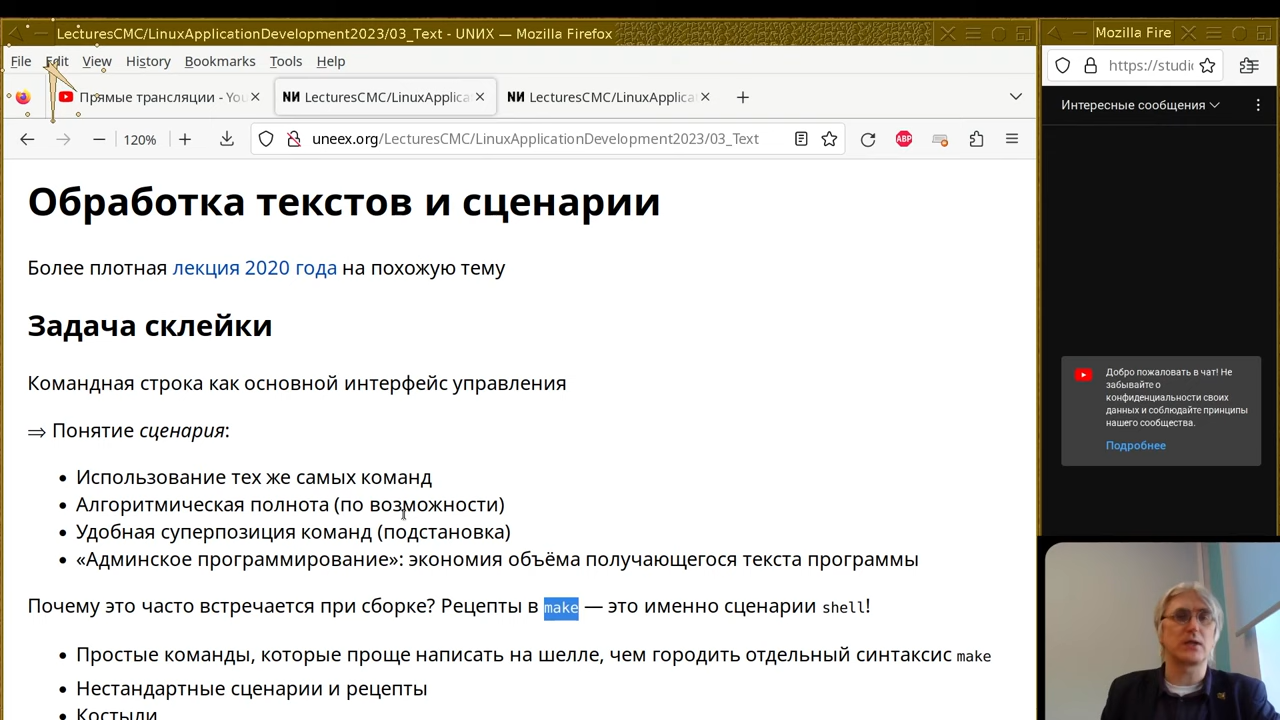 LecturesCMC/LinuxApplicationDevelopment2023/03_Text - UNИX — Mozilla Firefox
Mozilla Fire
File Edit View History Bookmarks Tools Help
https://studi
Прямые трансляции - You
LecturesCMC/LinuxApplica
LecturesCMC/LinuxApplicat
Интересные сообщения
120%
uneex.org/LecturesCMC/LinuxApplicationDevelopment2023/03_Text
ABP
Обработка текстов и сценарии
Более плотная лекция 2020 года на похожую тему
Задача склейки
Командная строка как основной интерфейс управления
⇒ Понятие сценария:
• Использование тех же самых команд
• Алгоритмическая полнота (по возможности)
• Удобная суперпозиция команд (подстановка)
• «Админское программирование»: экономия объёма получающегося текста программы
Почему это часто встречается при сборке? Рецепты в make — это именно сценарии shell!
• Простые команды, которые проще написать на шелле, чем городить отдельный синтаксис make
• Нестандартные сценарии и рецепты
• Костыли
Добро пожаловать в чат! Не
забывайте о
конфиденциальности своих
данных и соблюдайте принципы
нашего сообщества.
Подробнее